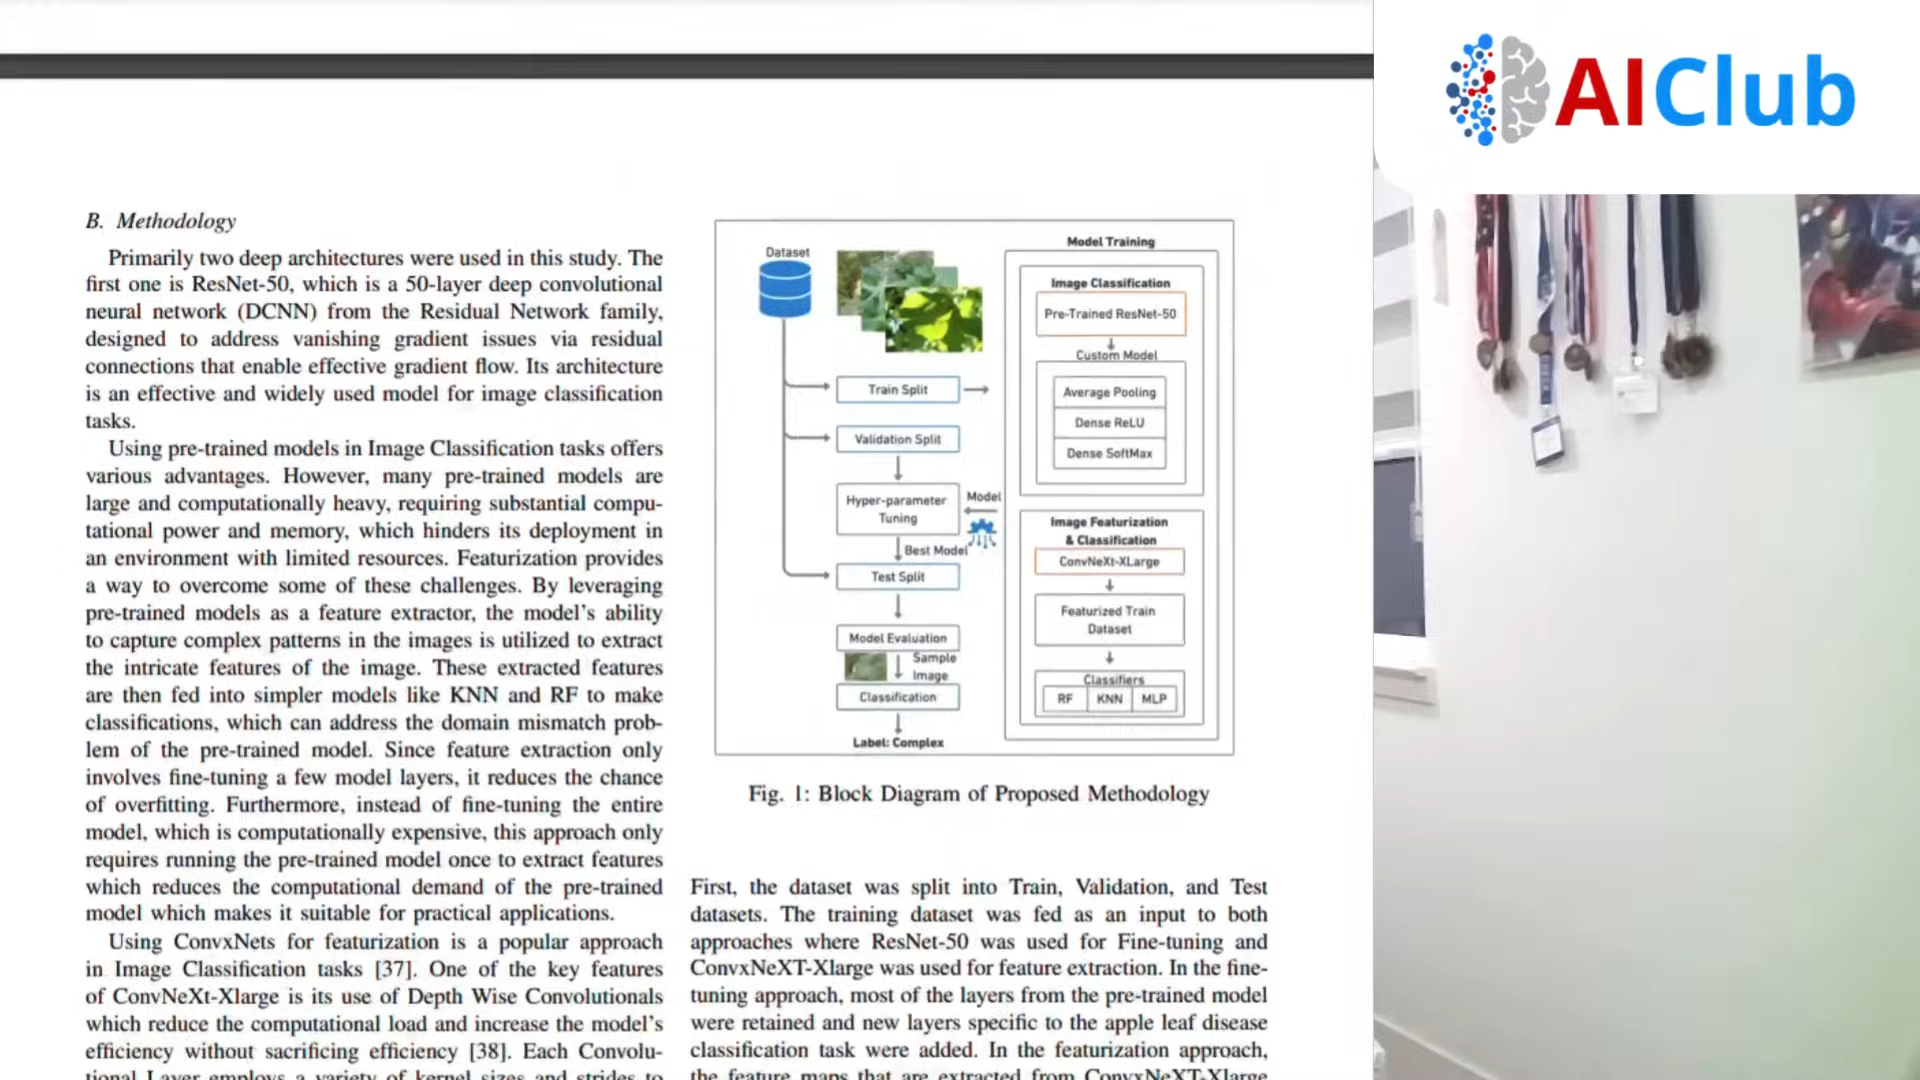 AIClub
B. Methodology
Primarily two deep architectures were used in this study. The
first one is ResNet-50, which is a 50-layer deep convolutional
neural network (DCNN) from the Residual Network family,
designed to address vanishing gradient issues via residual
connections that enable effective gradient flow. Its architecture
is an effective and widely used model for image classification
tasks.
Using pre-trained models in Image Classification tasks offers
various advantages. However, many pre-trained models are
large and computationally heavy, requiring substantial compu-
tational power and memory, which hinders its deployment in
an environment with limited resources. Featurization provides
a way to overcome some of these challenges. By leveraging
pre-trained models as a feature extractor, the model's ability
to capture complex patterns in the images is utilized to extract
the intricate features of the image. These extracted features
are then fed into simpler models like KNN and RF to make
classifications, which can address the domain mismatch prob-
lem of the pre-trained model. Since feature extraction only
involves fine-tuning a few model layers, it reduces the chance
of overfitting. Furthermore, instead of fine-tuning the entire
model, which is computationally expensive, this approach only
requires running the pre-trained model once to extract features
which reduces the computational demand of the pre-trained
model which makes it suitable for practical applications.
Using ConvxNets for featurization is a popular approach
in Image Classification tasks [37]. One of the key features
of ConvNeXt-Xlarge is its use of Depth Wise Convolutionals
which reduce the computational load and increase the model's
efficiency without sacrificing efficiency [38]. Each Convolu-
tional Layer employs a variety of kernel sizes and strides to
Dataset
Train Split
Validation Split
Hyper-parameter
Tuning
Model
Best Model
Test Split
Model Evaluation
Sample
Image
Classification
Label: Complex
Model Training
Image Classification
Pre-Trained ResNet-50
Custom Model
Average Pooling
Dense ReLU
Dense SoftMax
Image Featurization
& Classification
ConvNeXt-XLarge
Featurized Train
Dataset
Classifiers
RF KNN MLP
Fig. 1: Block Diagram of Proposed Methodology
First, the dataset was split into Train, Validation, and Test
datasets. The training dataset was fed as an input to both
approaches where ResNet-50 was used for Fine-tuning and
ConvxNeXT-Xlarge was used for feature extraction. In the fine-
tuning approach, most of the layers from the pre-trained model
were retained and new layers specific to the apple leaf disease
classification task were added. In the featurization approach,
the feature maps that are extracted from ConvxNeXT-Xlarge